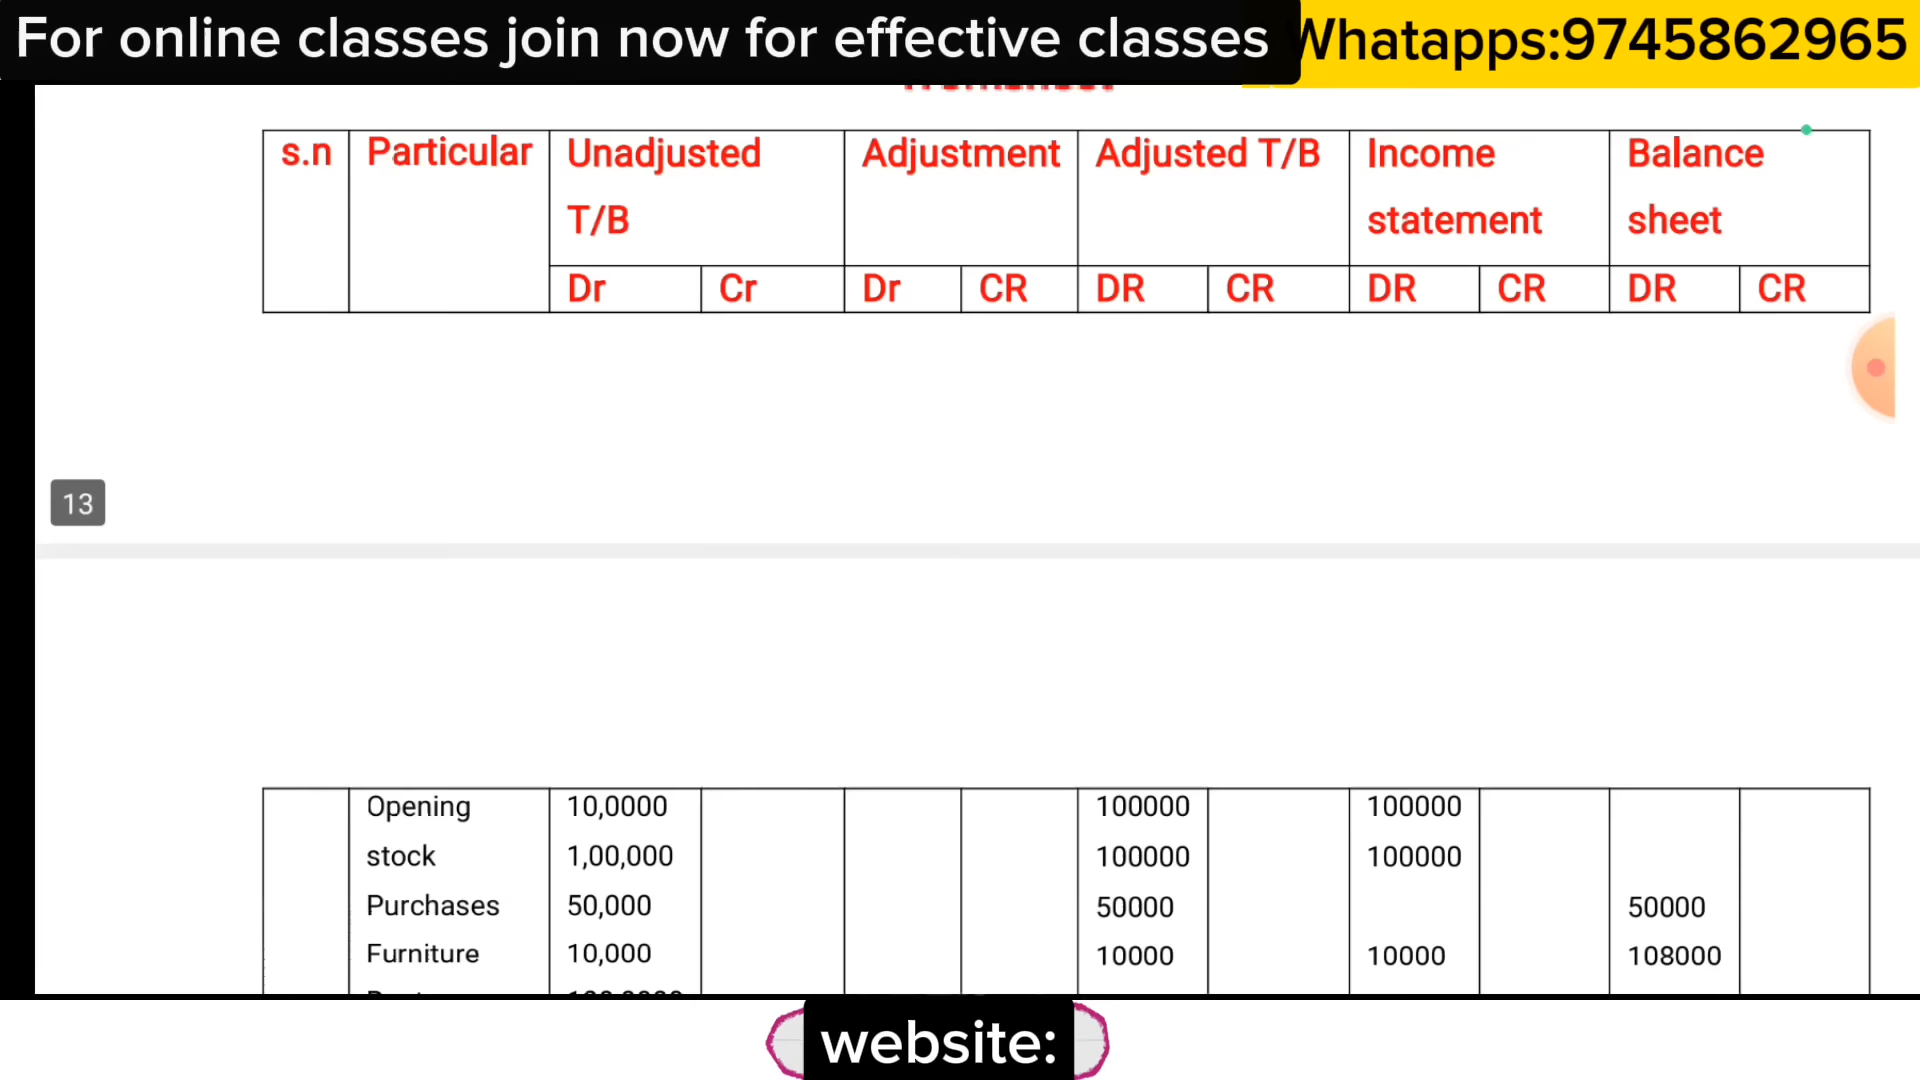 For online classes join now for effective classes
Whatapps:9745862965
s.n Particular Unadjusted T/B Adjustment Adjusted T/B Income statement Balance sheet
Dr Cr Dr CR DR CR DR CR DR CR
13
Opening 10,0000 100000 100000
stock 1,00,000 100000 100000
Purchases 50,000 50000 50000
Furniture 10,000 10000 10000 108000
website: